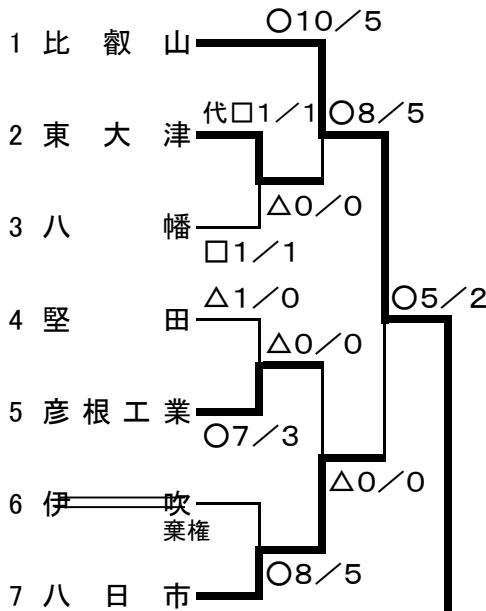 ○10／5
1 比叡山
代□1／1
○8／5
2 東大津
△0／0
3 八幡
□1／1
△1／0
○5／2
4 堅田
△0／0
5 彦根工業
○7／3
△0／0
6 伊吹
棄権
○8／5
7 八日市